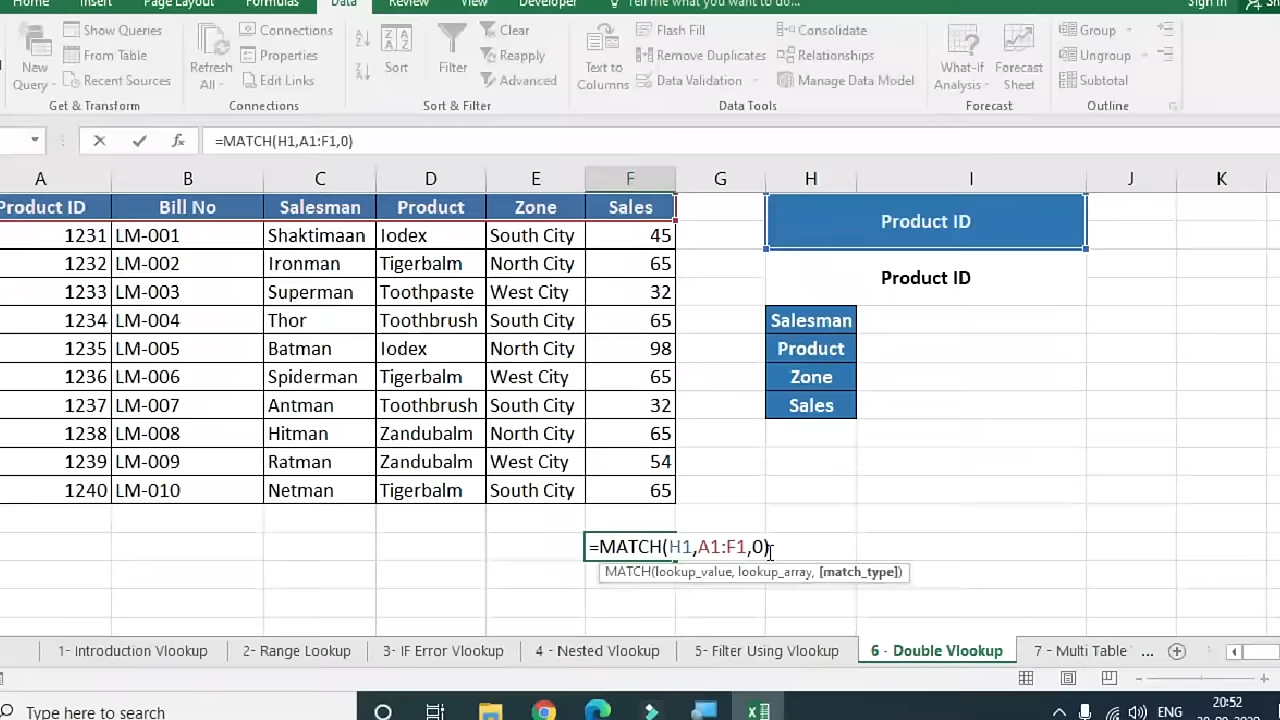 Insert Page Layout Formulas Data Review View Developer Tell me what you want to do... Sign in
Show Queries Connections Clear Flash Fill Consolidate Group
New Query From Table Refresh All Properties Sort Filter Reapply Text to Columns Remove Duplicates Relationships What-If Analysis Forecast Sheet Ungroup
Recent Sources Edit Links Advanced Data Validation Manage Data Model Subtotal
Get & Transform Connections Sort & Filter Data Tools Forecast Outline
fx =MATCH(H1,A1:F1,0)
A B C D E F G H I J K
Product ID Bill No Salesman Product Zone Sales Product ID
1231 LM-001 Shaktimaan Iodex South City 45
1232 LM-002 Ironman Tigerbalm North City 65 Product ID
1233 LM-003 Superman Toothpaste West City 32
1234 LM-004 Thor Toothbrush South City 65 Salesman
1235 LM-005 Batman Iodex North City 98 Product
1236 LM-006 Spiderman Tigerbalm West City 65 Zone
1237 LM-007 Antman Toothbrush South City 32 Sales
1238 LM-008 Hitman Zandubalm North City 65
1239 LM-009 Ratman Zandubalm West City 54
1240 LM-010 Netman Tigerbalm South City 65
=MATCH(H1,A1:F1,0)
MATCH(lookup_value, lookup_array, [match_type])
1- Introduction Vlookup 2- Range Lookup 3- IF Error Vlookup 4 - Nested Vlookup 5- Filter Using Vlookup 6 - Double Vlookup 7 - Multi Table ...
Type here to search ENG 20:52